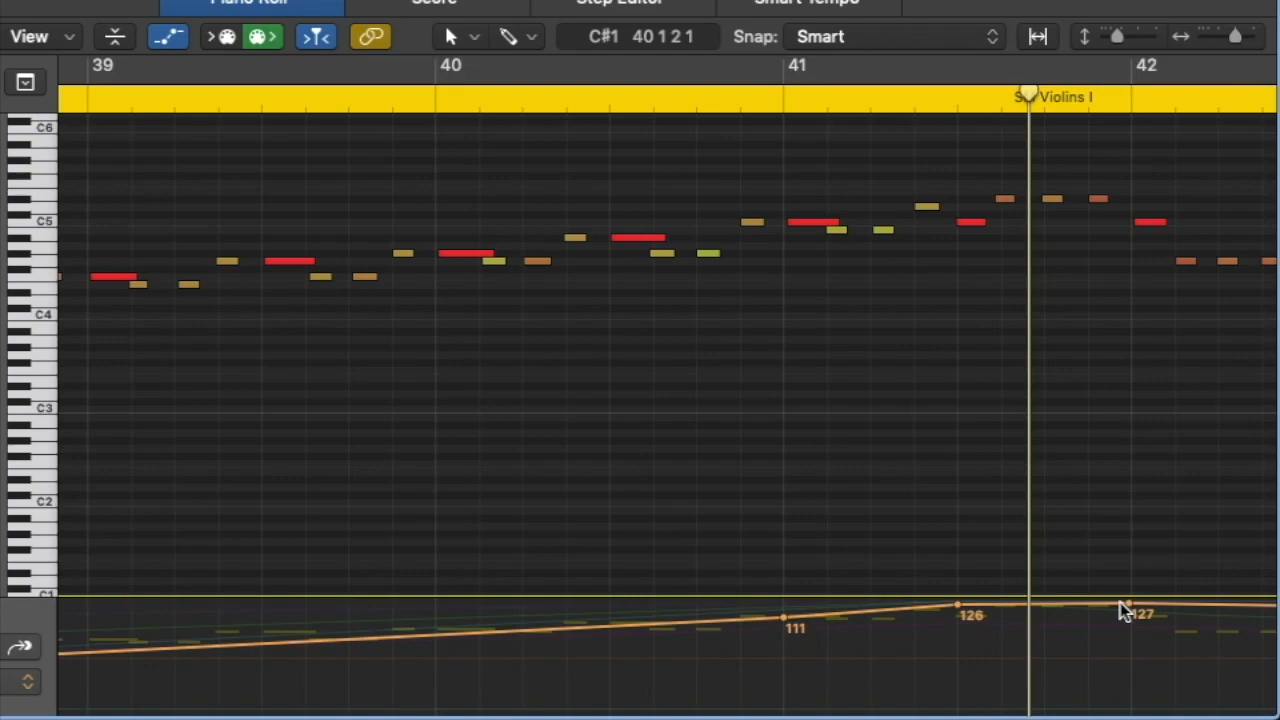 Piano Roll Score Step Editor Smart Tempo
View C#1 40 1 2 1 Snap: Smart
39 40 41 42
Violins I
C6
C5
C4
C3
C2
C1
111 126 127